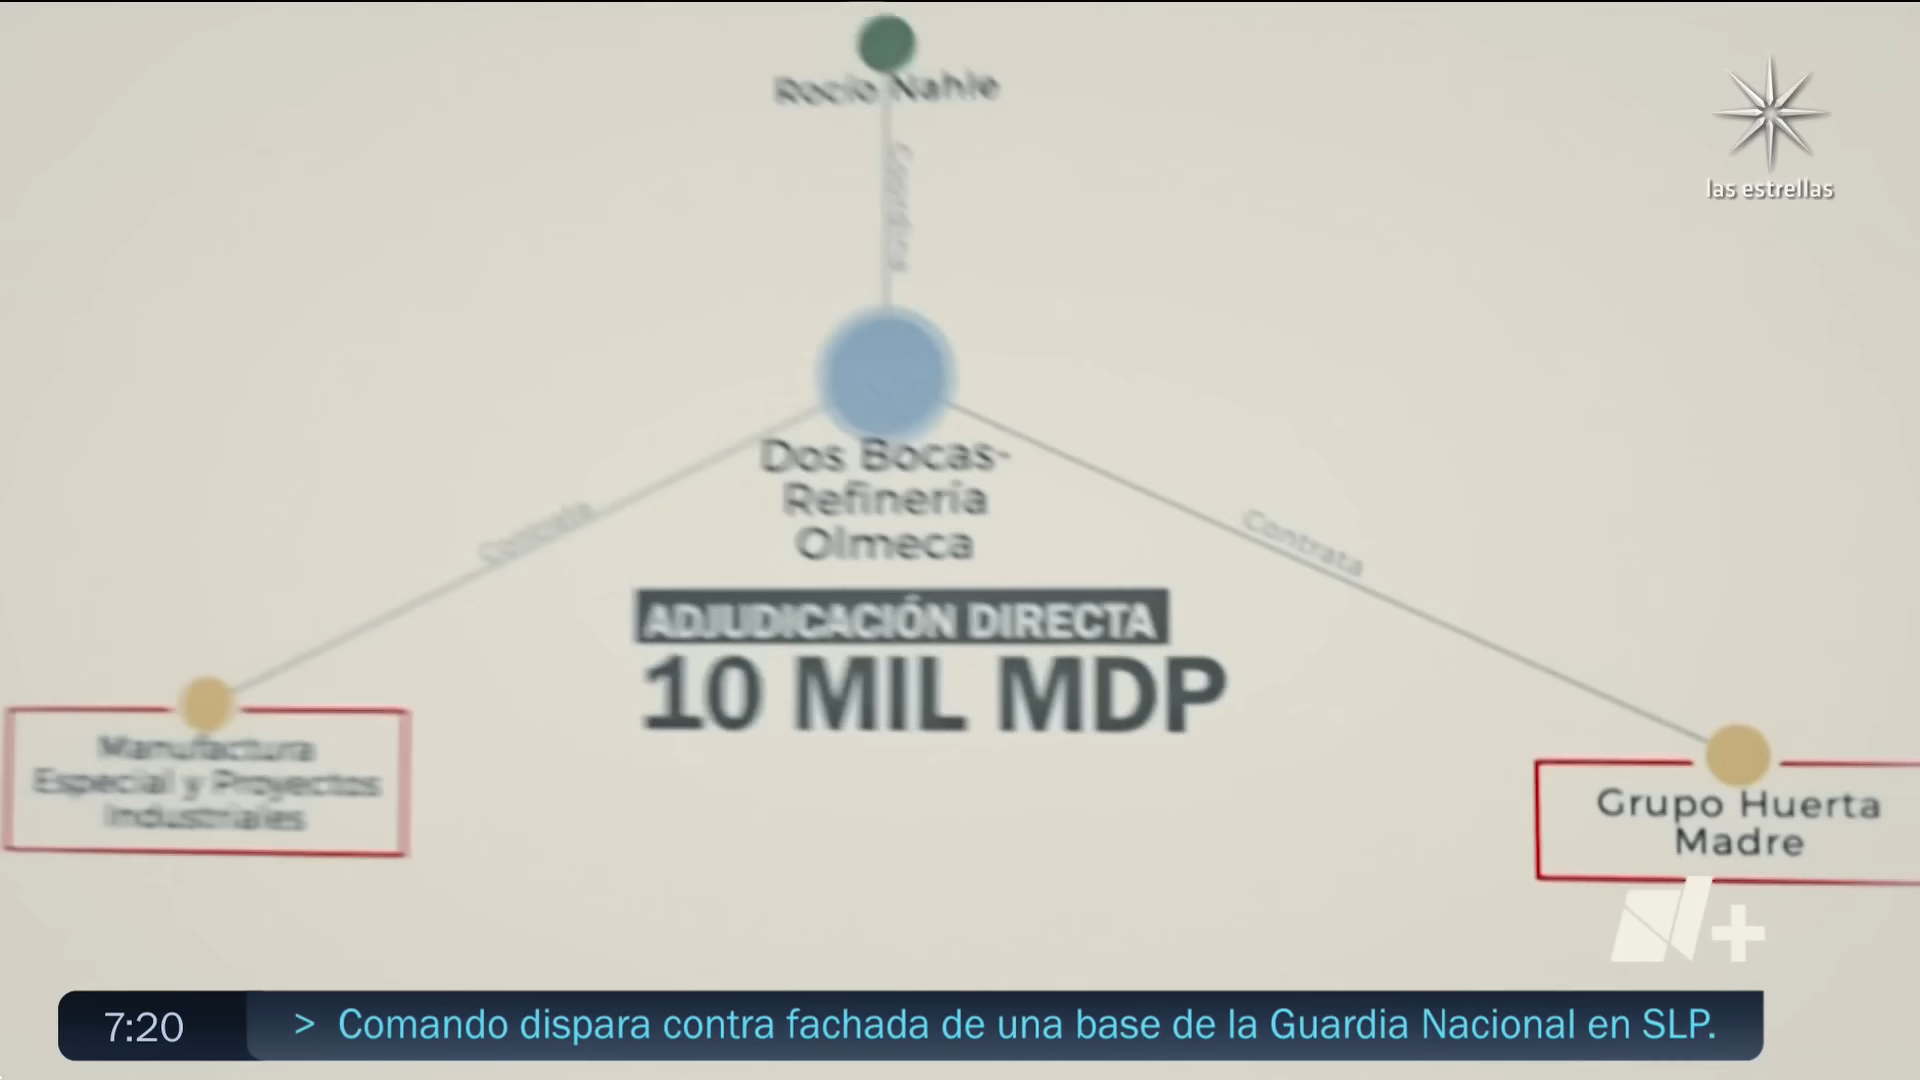 Rocío Nahle
las estrellas
Coordina
Dos Bocas-
Refinería
Olmeca
Contrata
Contrata
ADJUDICACIÓN DIRECTA
10 MIL MDP
Manufactura
Especial y Proyectos
Industriales
Grupo Huerta
Madre
N+
7:20
> Comando dispara contra fachada de una base de la Guardia Nacional en SLP.